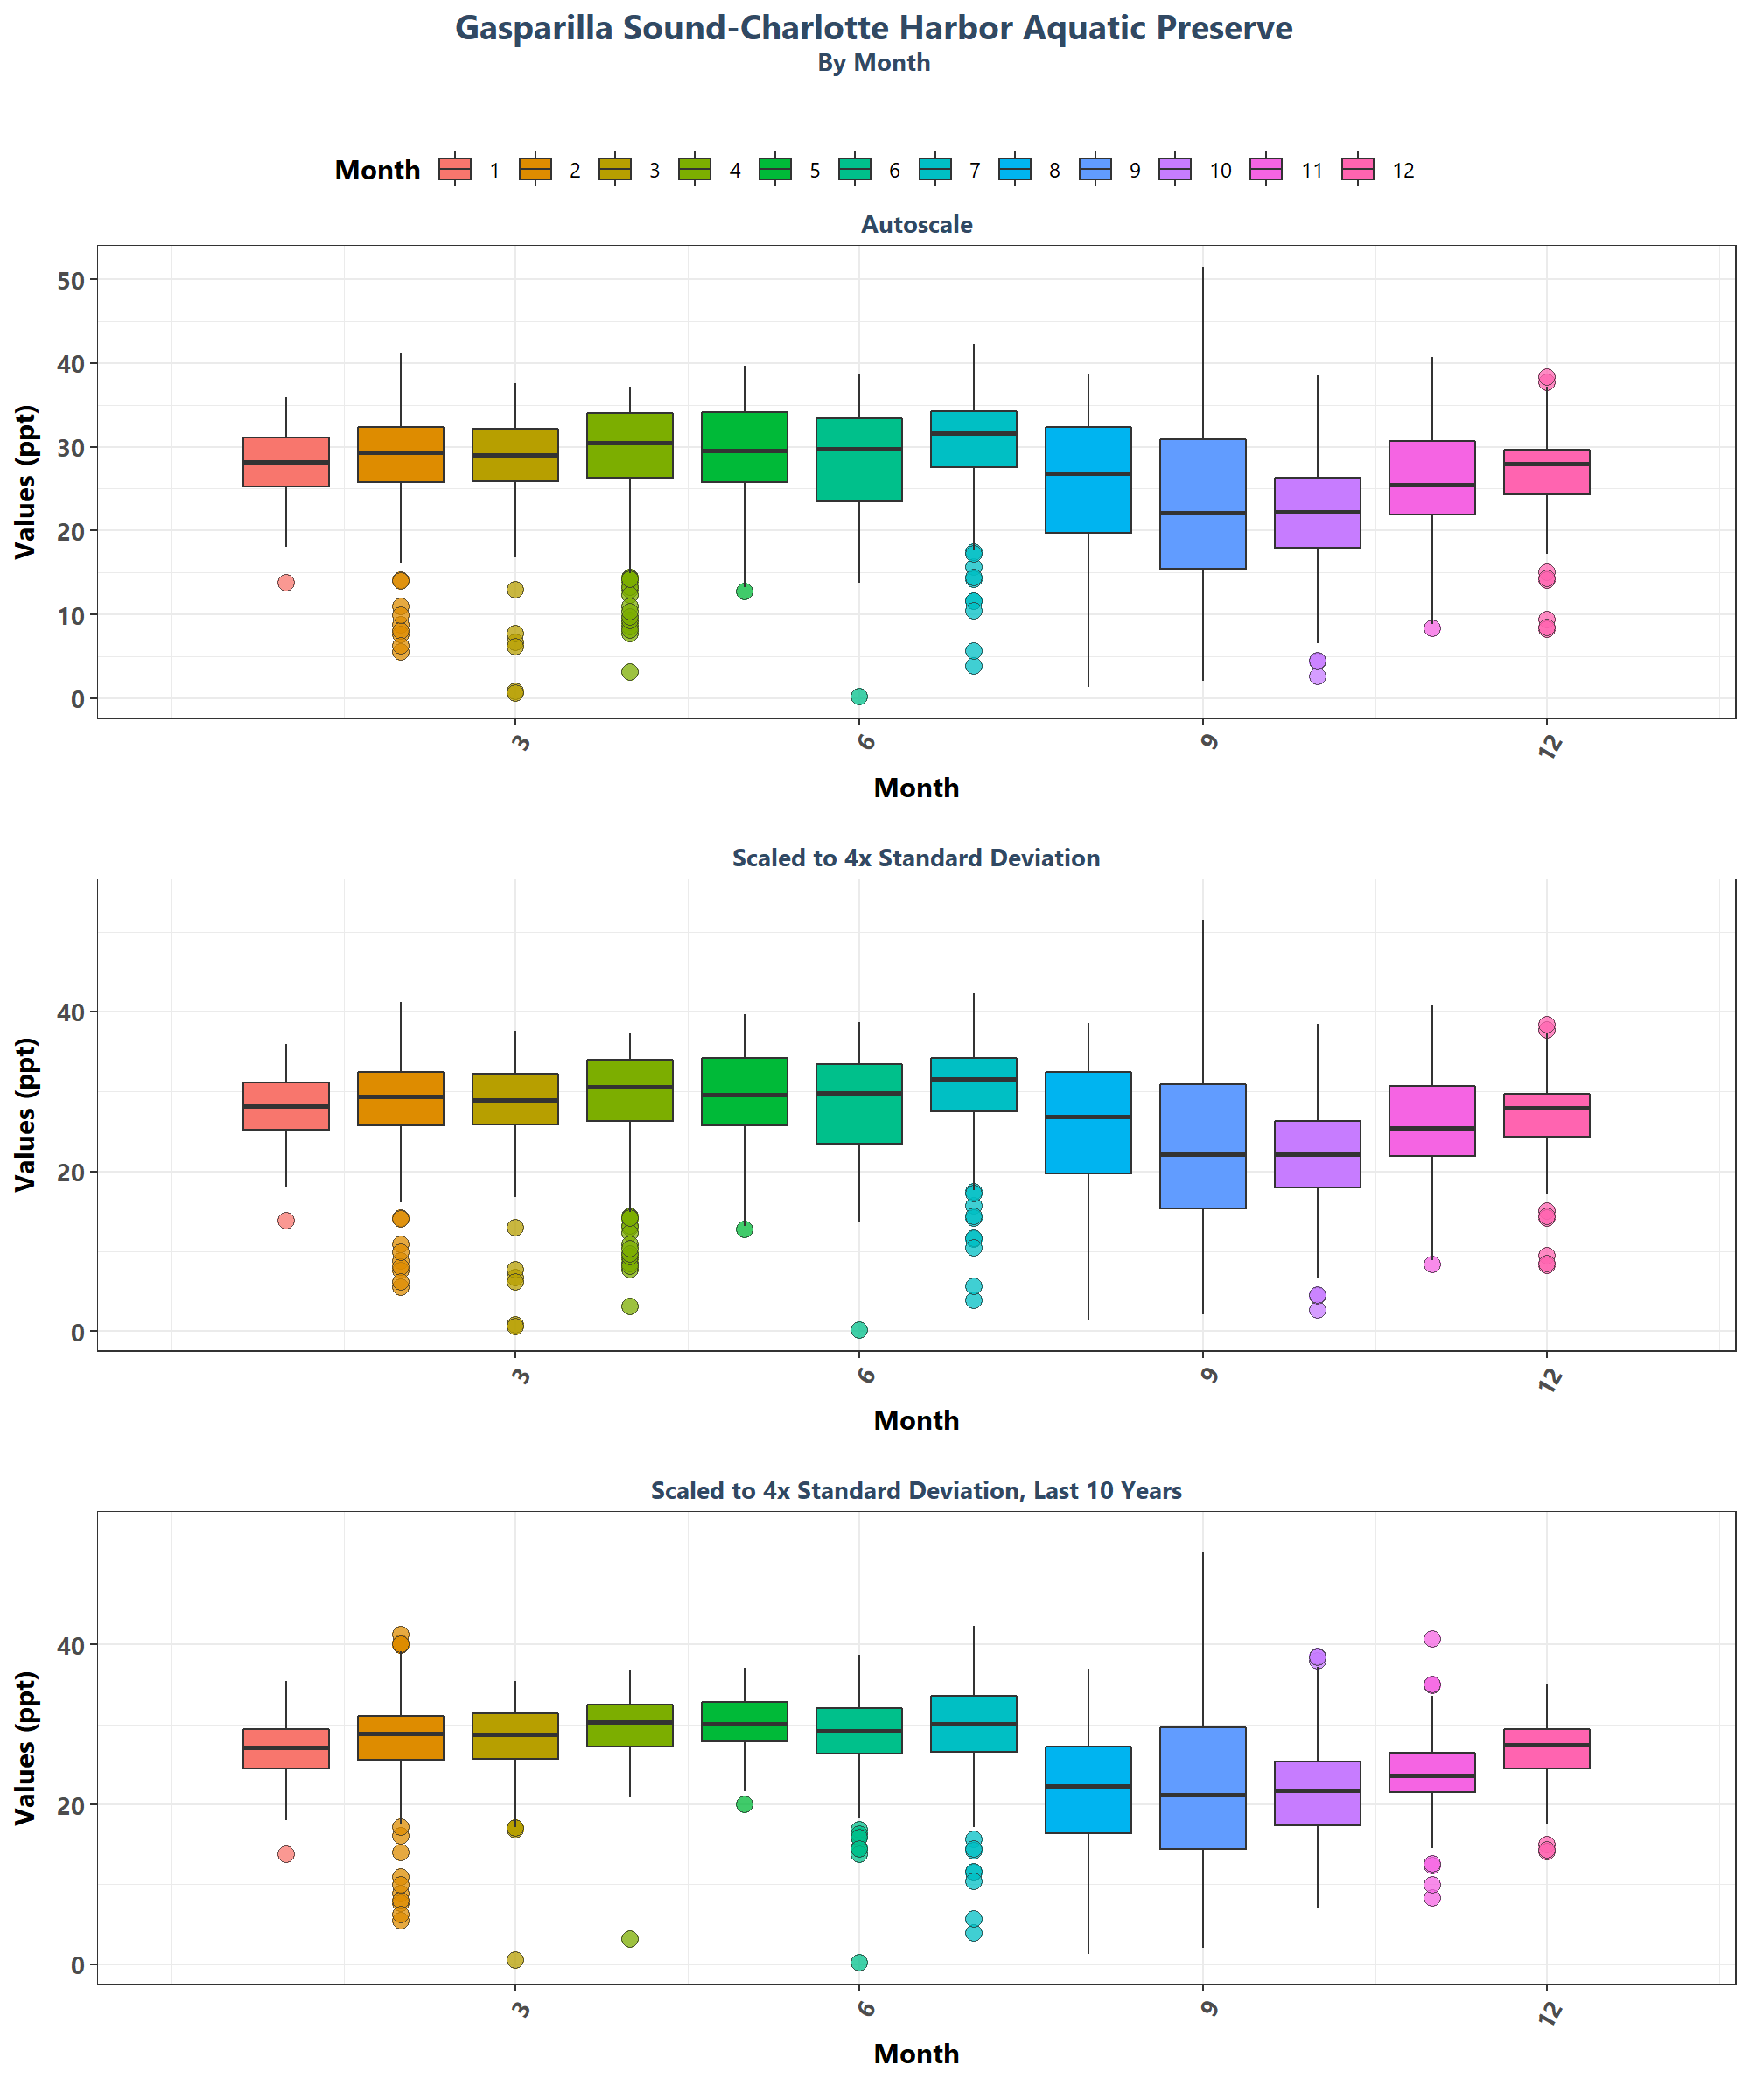 Gasparilla Sound-Charlotte Harbor Aquatic Preserve
By Month
Month 1 2 3 4 5 6 7 8 9 10 11 12
Autoscale
Values (ppt)
50
40
30
20
10
0
3 6 9 12
Month
Scaled to 4x Standard Deviation
Values (ppt)
40
20
0
3 6 9 12
Month
Scaled to 4x Standard Deviation, Last 10 Years
Values (ppt)
40
20
0
3 6 9 12
Month